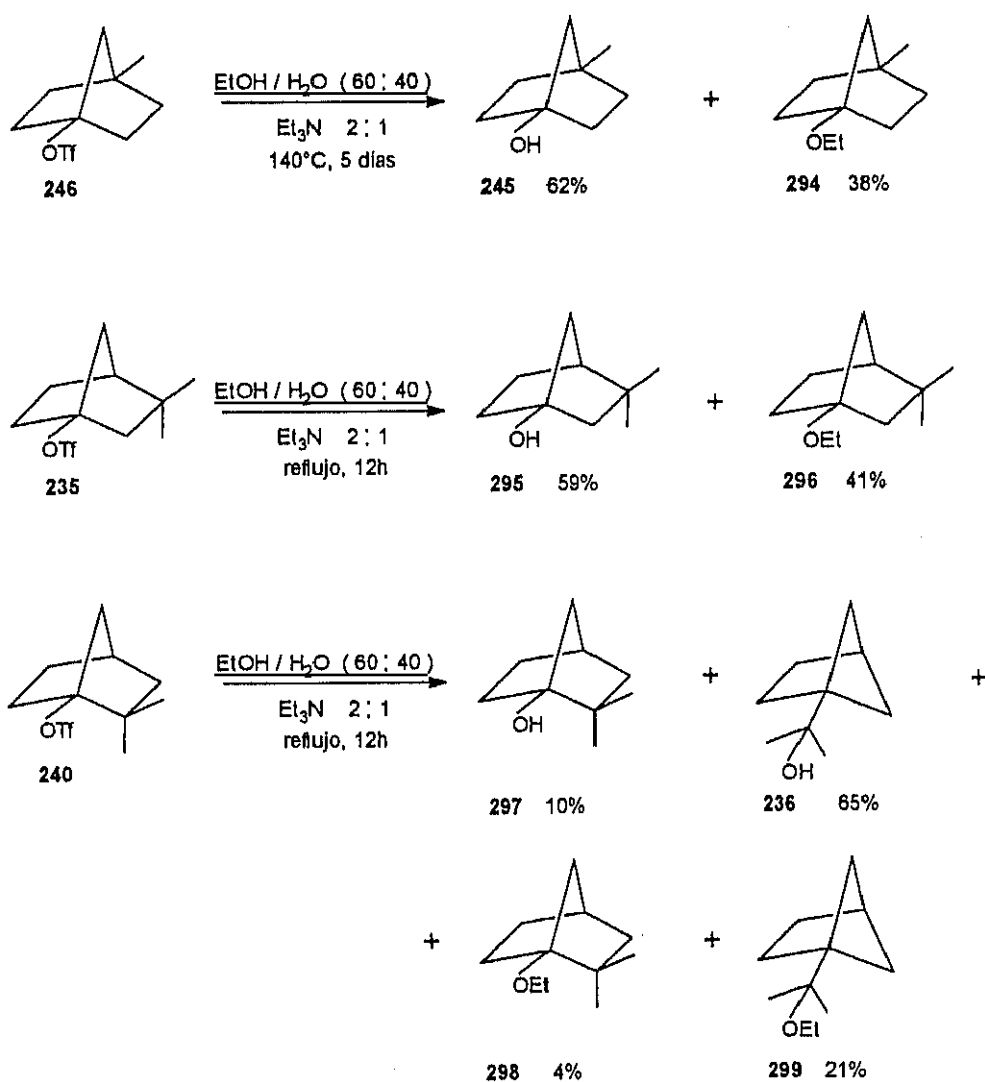 EtOH / H₂O (60 : 40)
Et₃N 2 : 1
140°C, 5 días
OTf
246
OH
245 62%
+
OEt
294 38%
EtOH / H₂O (60 : 40)
Et₃N 2 : 1
reflujo, 12h
OTf
235
OH
295 59%
+
OEt
296 41%
EtOH / H₂O (60 : 40)
Et₃N 2 : 1
reflujo, 12h
OTf
240
OH
297 10%
+
OH
236 65%
+
+
OEt
298 4%
+
OEt
299 21%